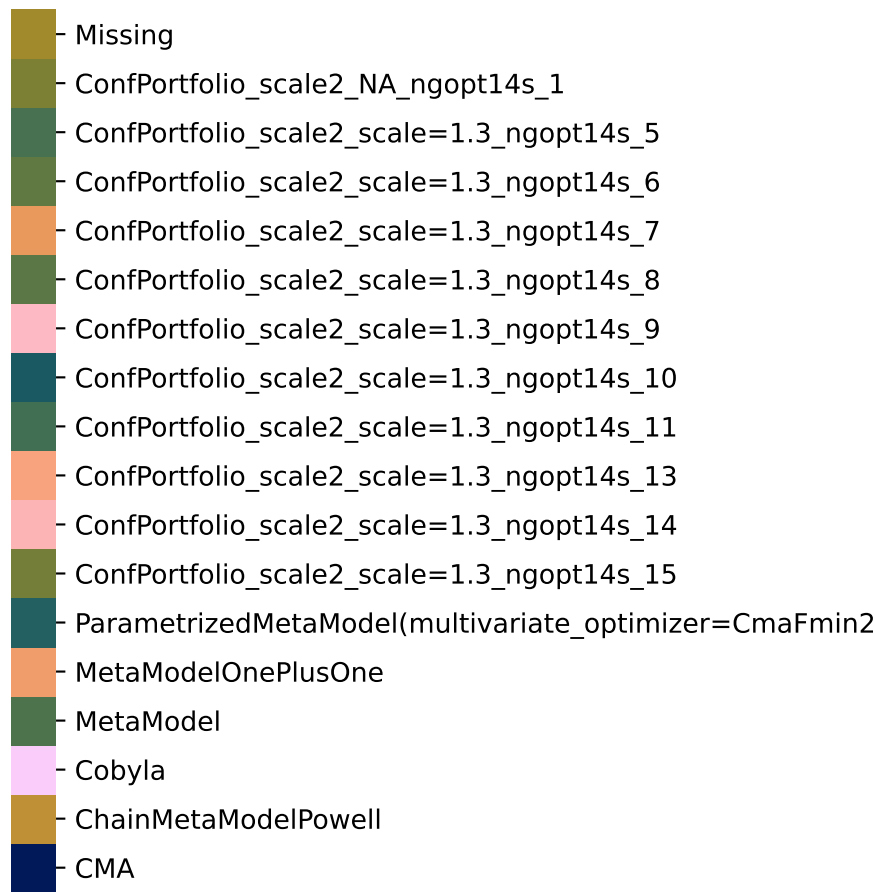 Missing
ConfPortfolio_scale2_NA_ngopt14s_1
ConfPortfolio_scale2_scale=1.3_ngopt14s_5
ConfPortfolio_scale2_scale=1.3_ngopt14s_6
ConfPortfolio_scale2_scale=1.3_ngopt14s_7
ConfPortfolio_scale2_scale=1.3_ngopt14s_8
ConfPortfolio_scale2_scale=1.3_ngopt14s_9
ConfPortfolio_scale2_scale=1.3_ngopt14s_10
ConfPortfolio_scale2_scale=1.3_ngopt14s_11
ConfPortfolio_scale2_scale=1.3_ngopt14s_13
ConfPortfolio_scale2_scale=1.3_ngopt14s_14
ConfPortfolio_scale2_scale=1.3_ngopt14s_15
ParametrizedMetaModel(multivariate_optimizer=CmaFmin2
MetaModelOnePlusOne
MetaModel
Cobyla
ChainMetaModelPowell
CMA